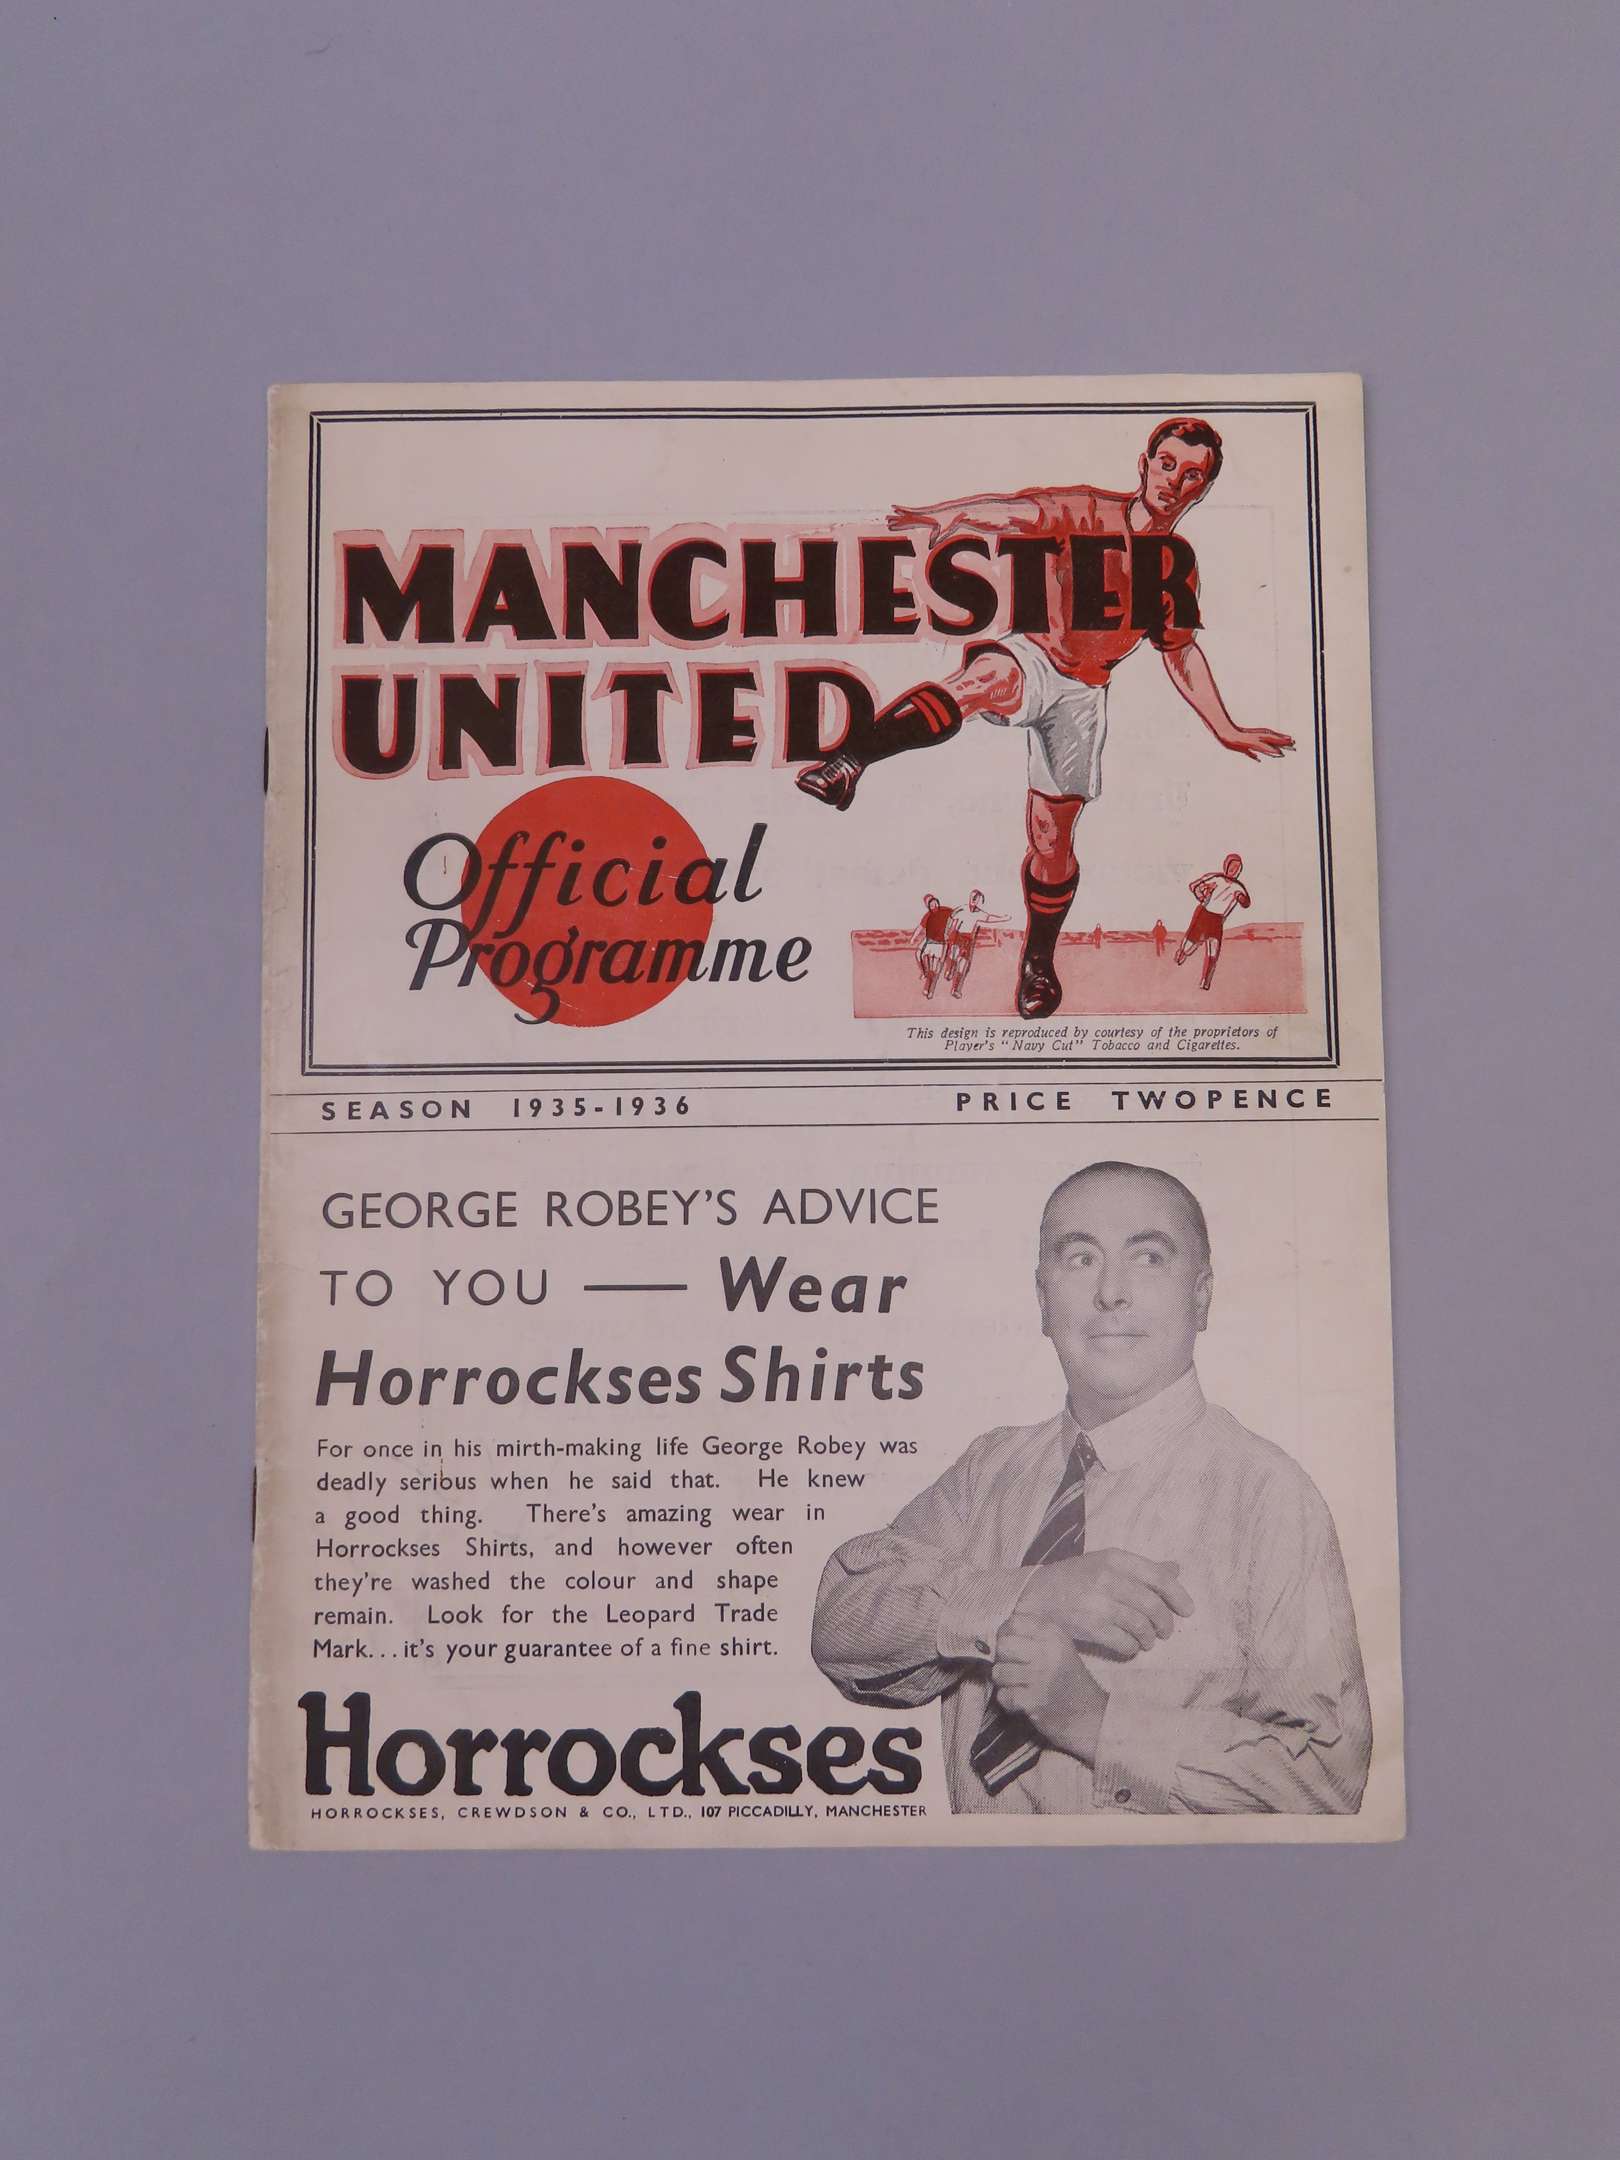 MANCHESTER
UNITED
Official
Programme
This design is reproduced by courtesy of the proprietors of
Player's "Navy Cut" Tobacco and Cigarettes.
SEASON 1935-1936 PRICE TWOPENCE
GEORGE ROBEY'S ADVICE
TO YOU — Wear
Horrockses Shirts
For once in his mirth-making life George Robey was
deadly serious when he said that. He knew
a good thing. There's amazing wear in
Horrockses Shirts, and however often
they're washed the colour and shape
remain. Look for the Leopard Trade
Mark...it's your guarantee of a fine shirt.
Horrockses
HORROCKSES, CREWDSON & CO., LTD., 107 PICCADILLY, MANCHESTER